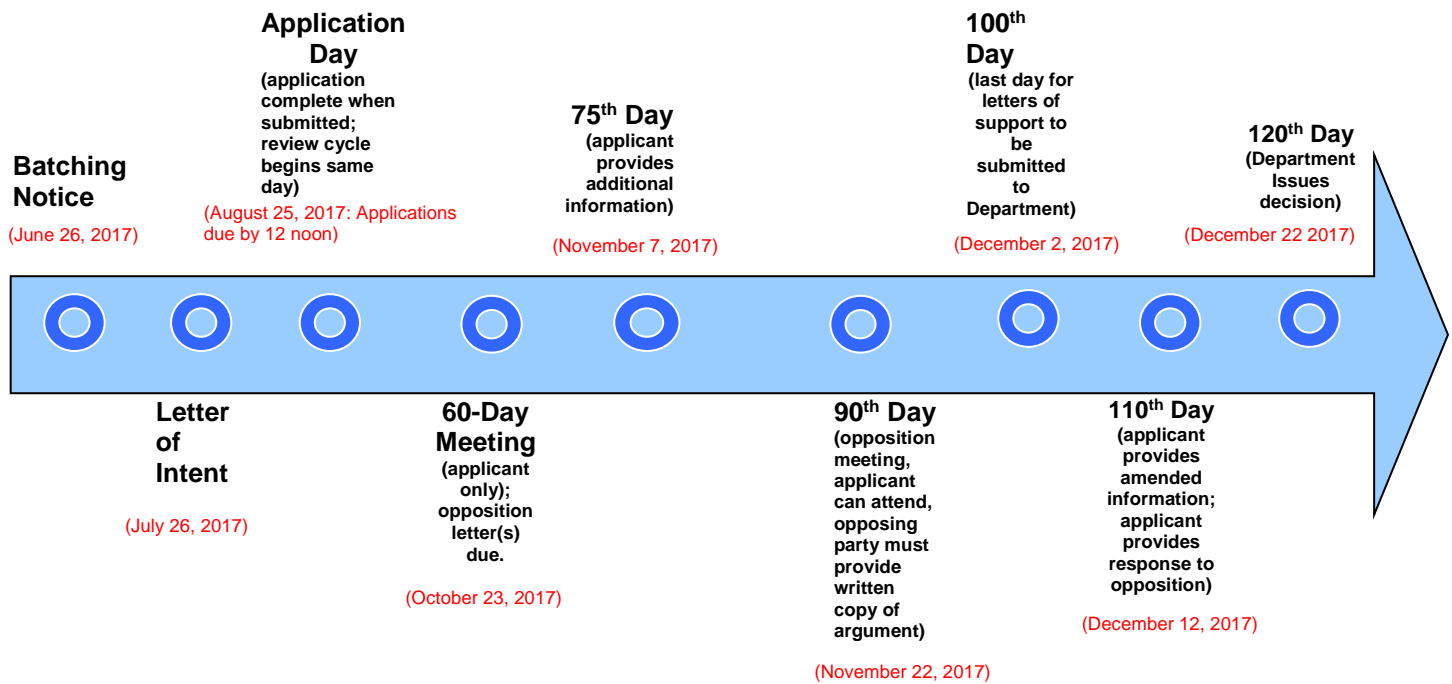 Batching
Notice
(June 26, 2017)
Letter
of
Intent
(July 26, 2017)
Application
Day
(application
complete when
submitted;
review cycle
begins same
day)
(August 25, 2017: Applications
due by 12 noon)
60-Day
Meeting
(applicant
only);
opposition
letter(s)
due.
(October 23, 2017)
75th Day
(applicant
provides
additional
information)
(November 7, 2017)
90th Day
(opposition
meeting,
applicant
can attend,
opposing
party must
provide
written
copy of
argument)
(November 22, 2017)
100th
Day
(last day for
letters of
support to
be
submitted
to
Department)
(December 2, 2017)
110th Day
(applicant
provides
amended
information;
applicant
provides
response to
opposition)
(December 12, 2017)
120th Day
(Department
Issues
decision)
(December 22 2017)